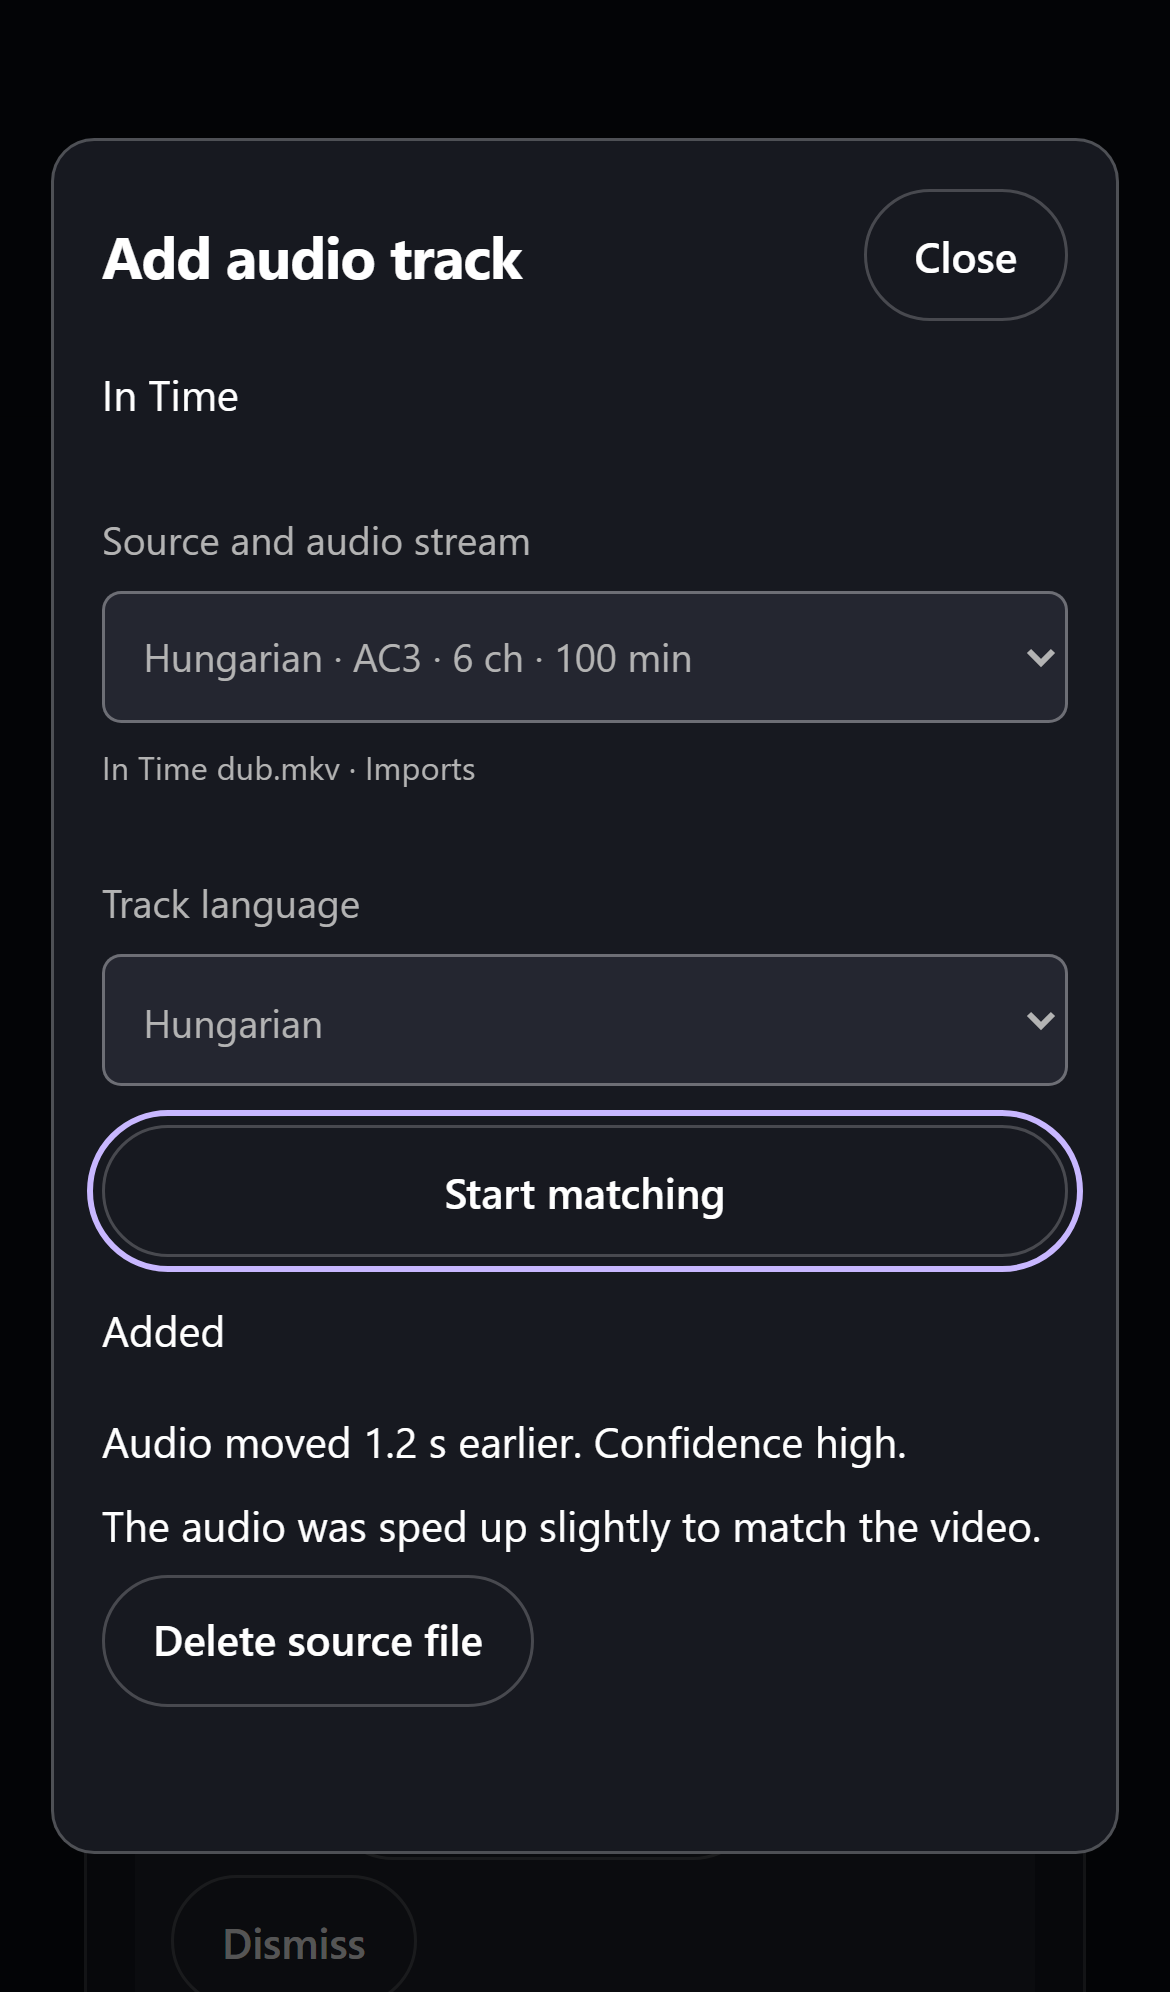 Add audio track
Close
In Time
Source and audio stream
Hungarian · AC3 · 6 ch · 100 min
In Time dub.mkv · Imports
Track language
Hungarian
Start matching
Added
Audio moved 1.2 s earlier. Confidence high.
The audio was sped up slightly to match the video.
Delete source file
Dismiss